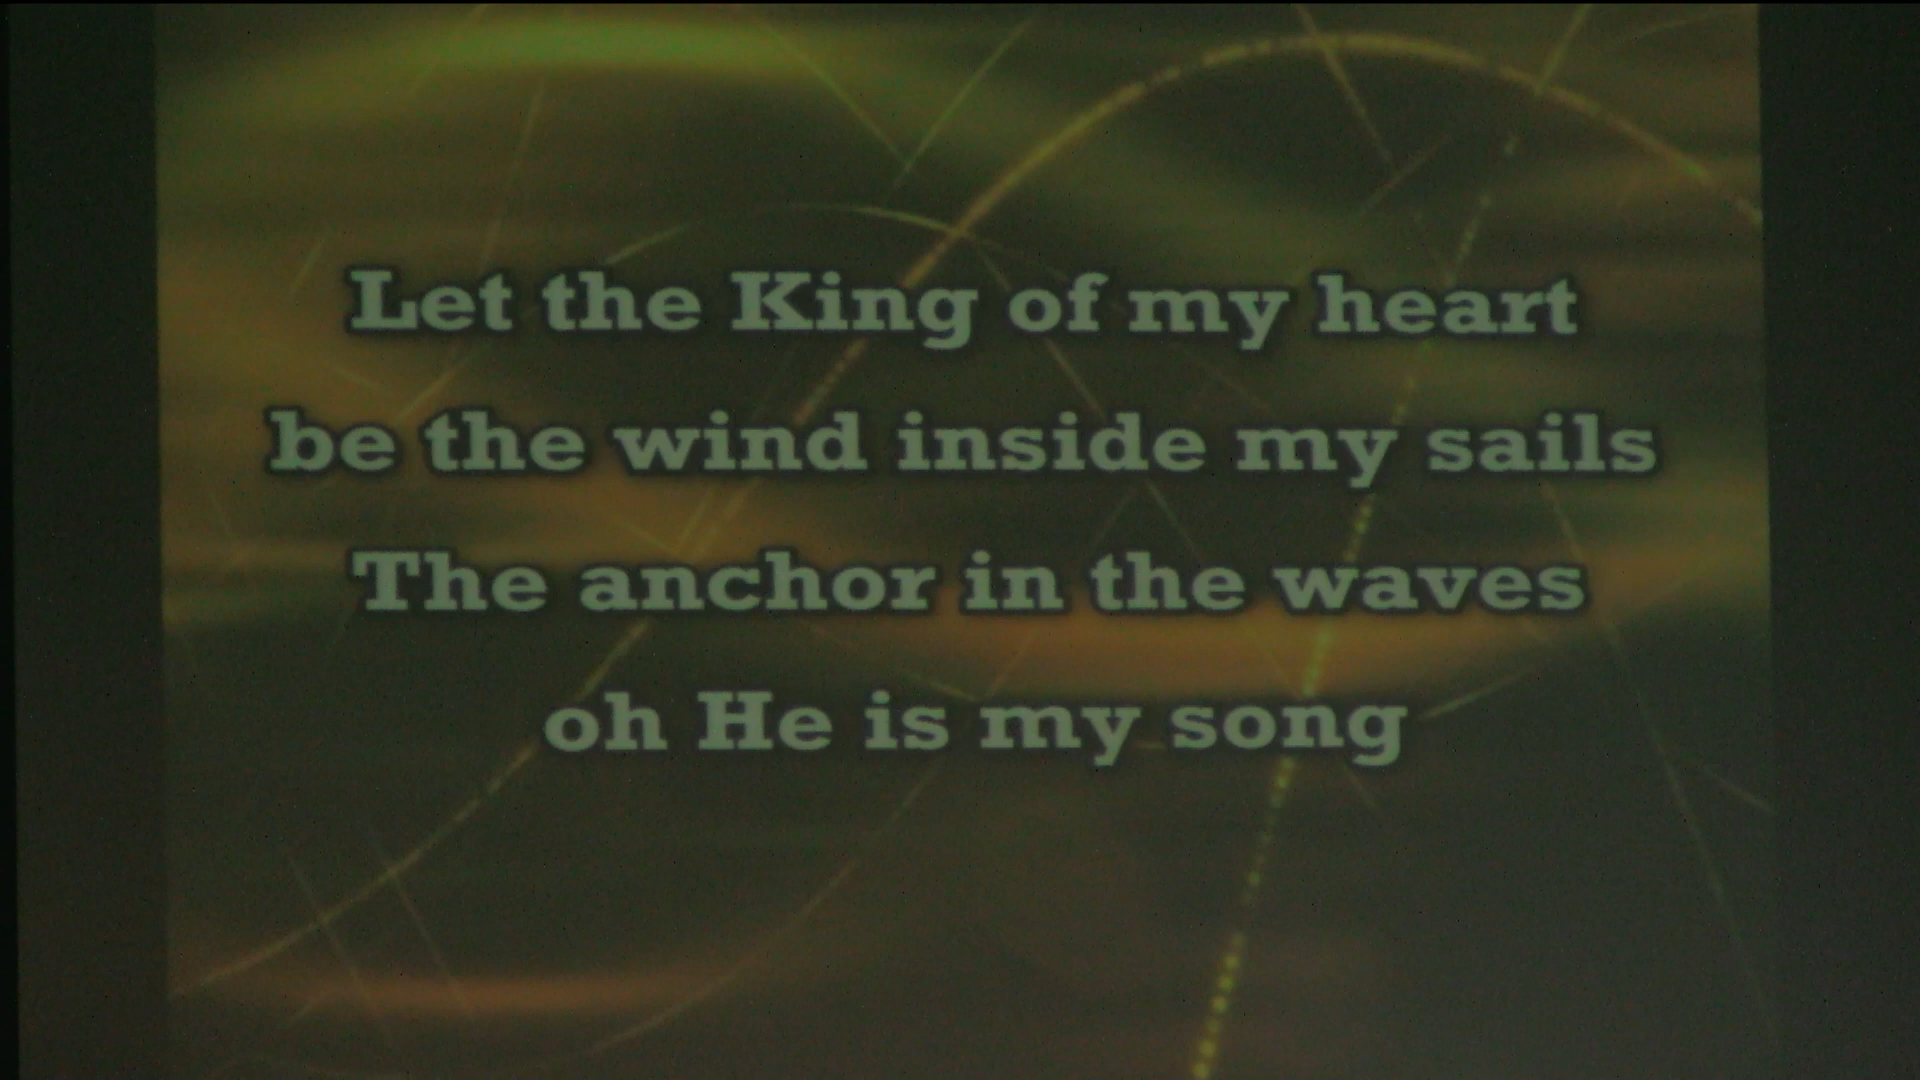 Let the King of my heart
be the wind inside my sails
The anchor in the waves
oh He is my song